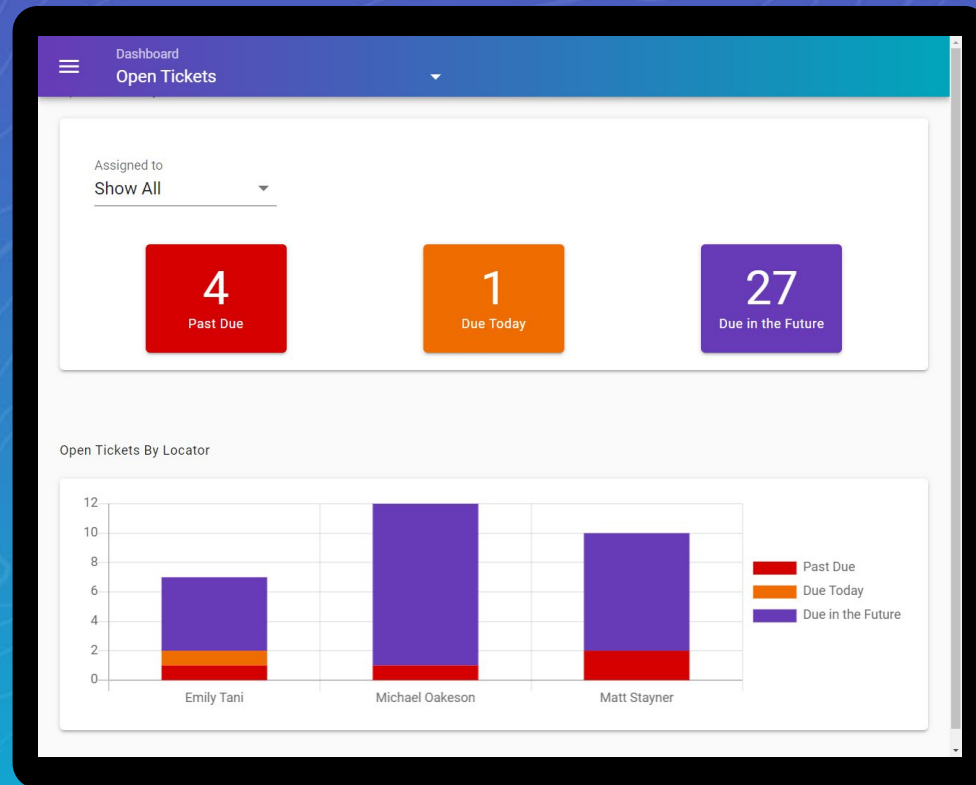 Dashboard
Open Tickets
Assigned to
Show All
4
Past Due
1
Due Today
27
Due in the Future
Open Tickets By Locator
12
10
8
6
4
2
0
Emily Tani
Michael Oakeson
Matt Stayner
Past Due
Due Today
Due in the Future